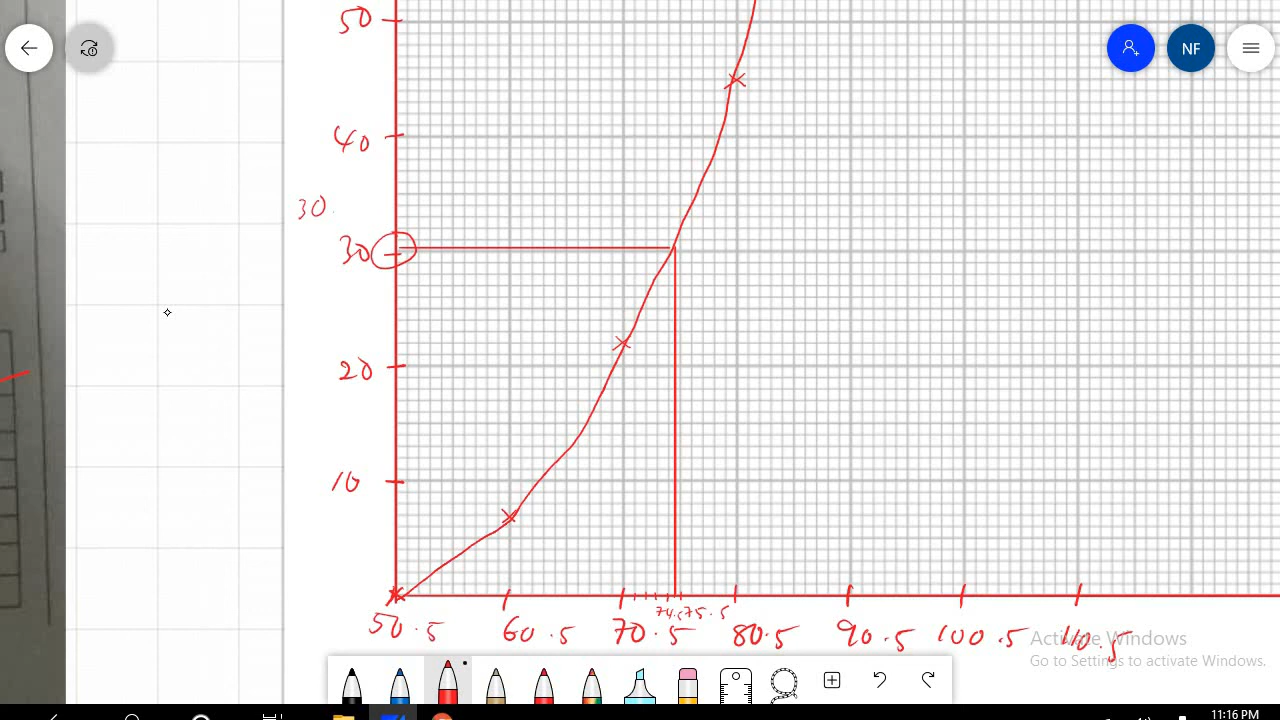 50
NF
40
30.
30
20
10
74.5 75.5
50.5 60.5 70.5 80.5 90.5 100.5 110.5
Activate Windows
Go to Settings to activate Windows.
11:16 PM